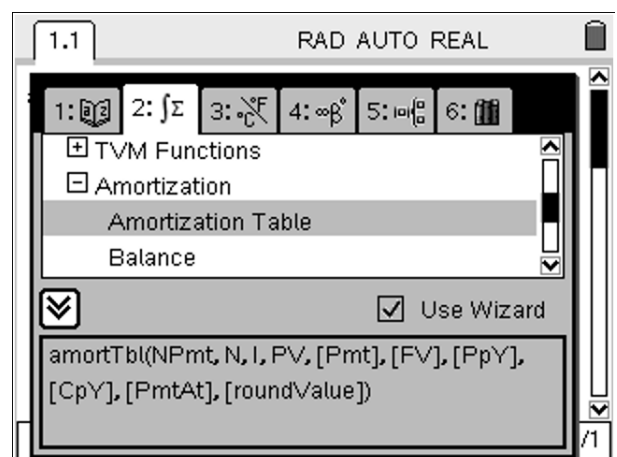 1.1 RAD AUTO REAL
1: 2: ∫Σ 3: °C°F 4: ∞β° 5: 6:
TVM Functions
Amortization
Amortization Table
Balance
Use Wizard
amortTbl(NPmt, N, I, PV, [Pmt], [FV], [PpY],
[CpY], [PmtAt], [roundValue])
/1